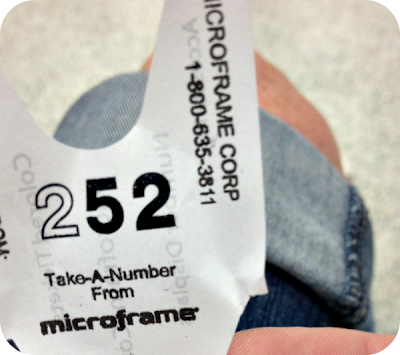 MICROFRAME CORP
1-800-635-3811
252
Take-A-Number
From
microframe